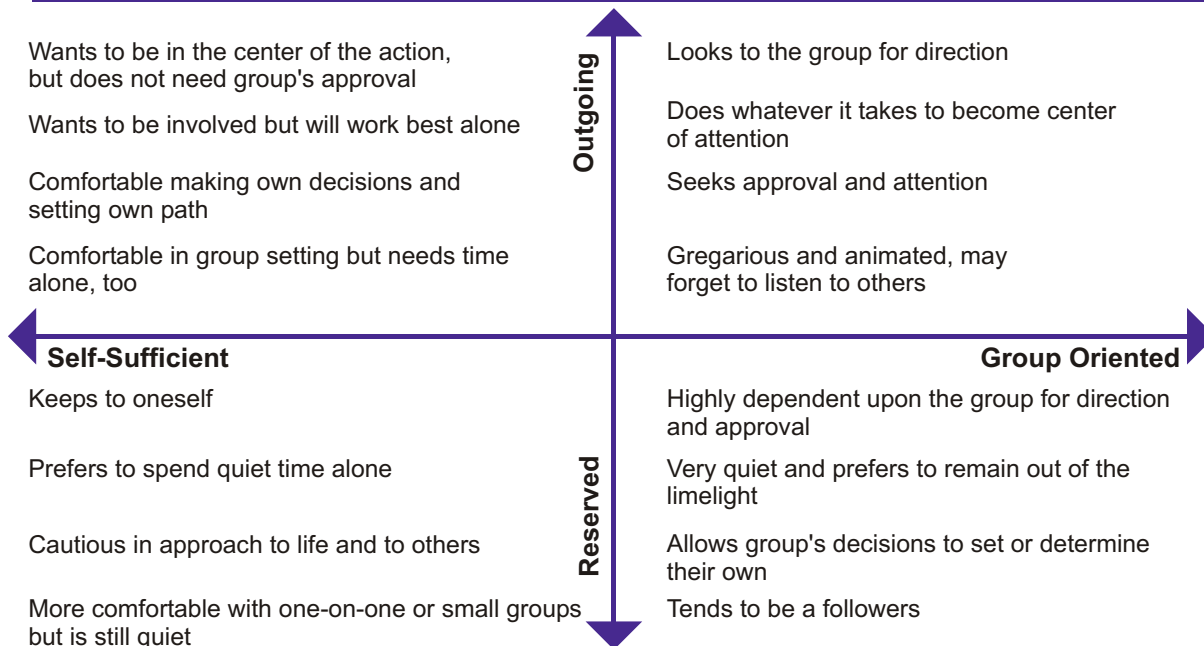 Wants to be in the center of the action,
but does not need group's approval
Wants to be involved but will work best alone
Comfortable making own decisions and
setting own path
Comfortable in group setting but needs time
alone, too
Outgoing
Looks to the group for direction
Does whatever it takes to become center
of attention
Seeks approval and attention
Gregarious and animated, may
forget to listen to others
Self-Sufficient
Group Oriented
Keeps to oneself
Prefers to spend quiet time alone
Cautious in approach to life and to others
More comfortable with one-on-one or small groups
but is still quiet
Reserved
Highly dependent upon the group for direction
and approval
Very quiet and prefers to remain out of the
limelight
Allows group's decisions to set or determine
their own
Tends to be a followers